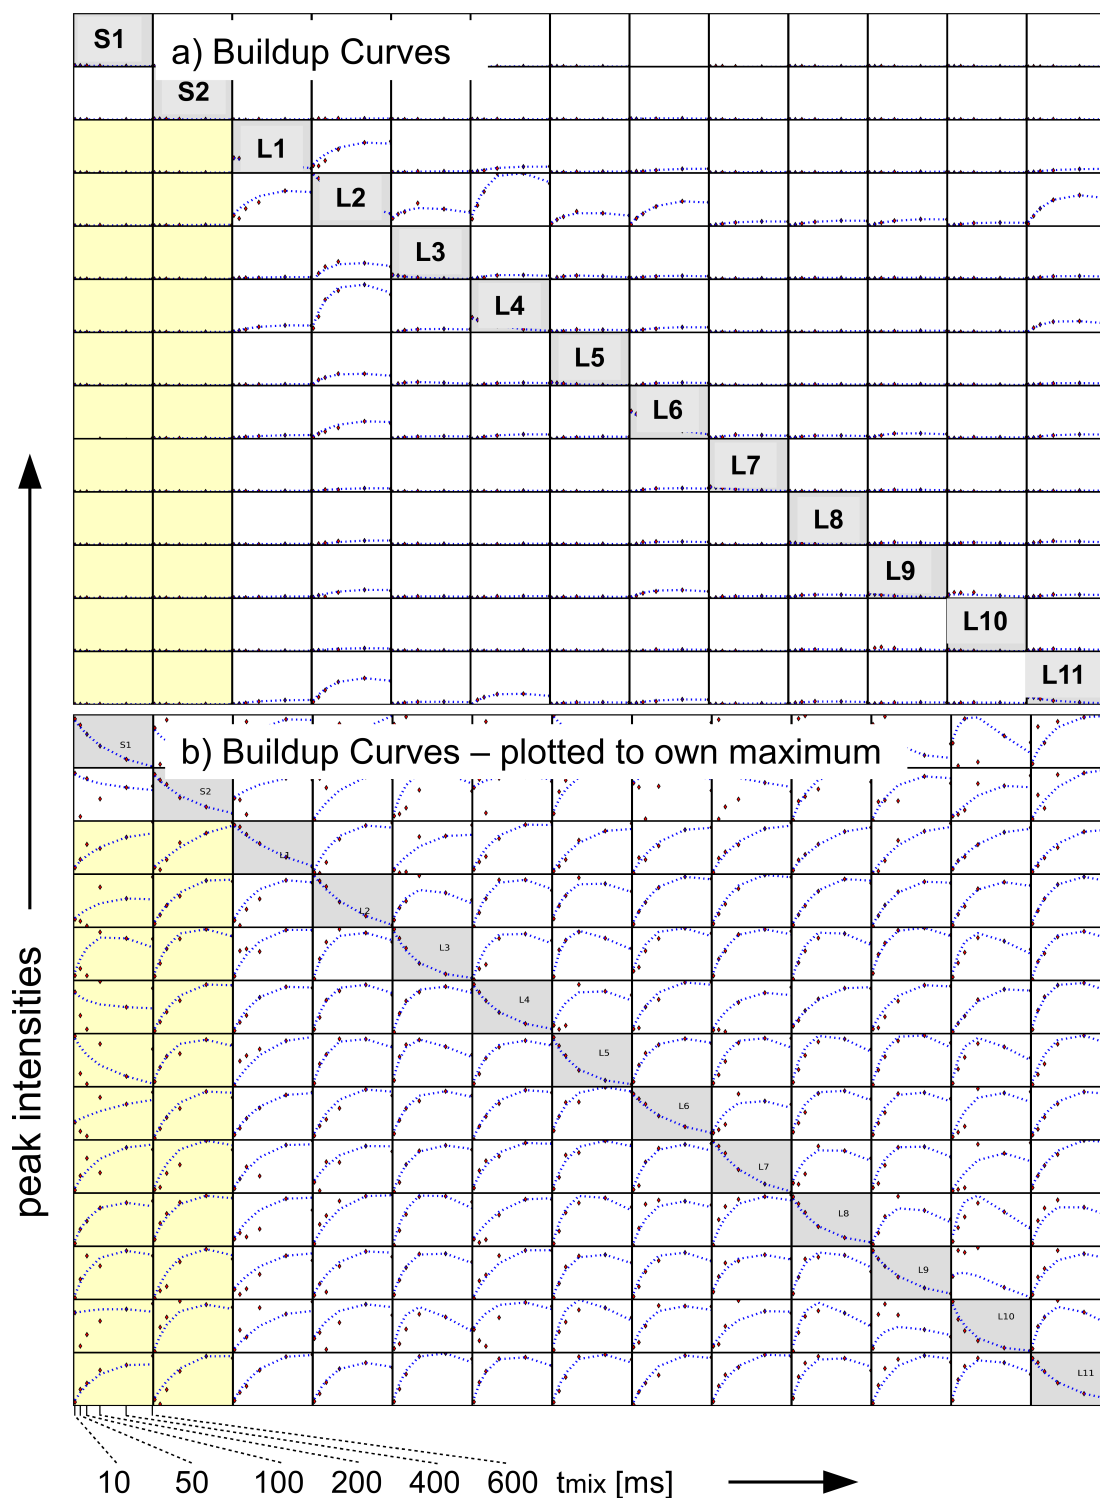 S1
a) Buildup Curves
S2
L1
L2
L3
L4
L5
L6
L7
L8
L9
L10
L11
S1
b) Buildup Curves – plotted to own maximum
S2
L1
L2
L3
L4
L5
L6
L7
L8
L9
L10
L11
peak intensities
10 50 100 200 400 600 tmix [ms]